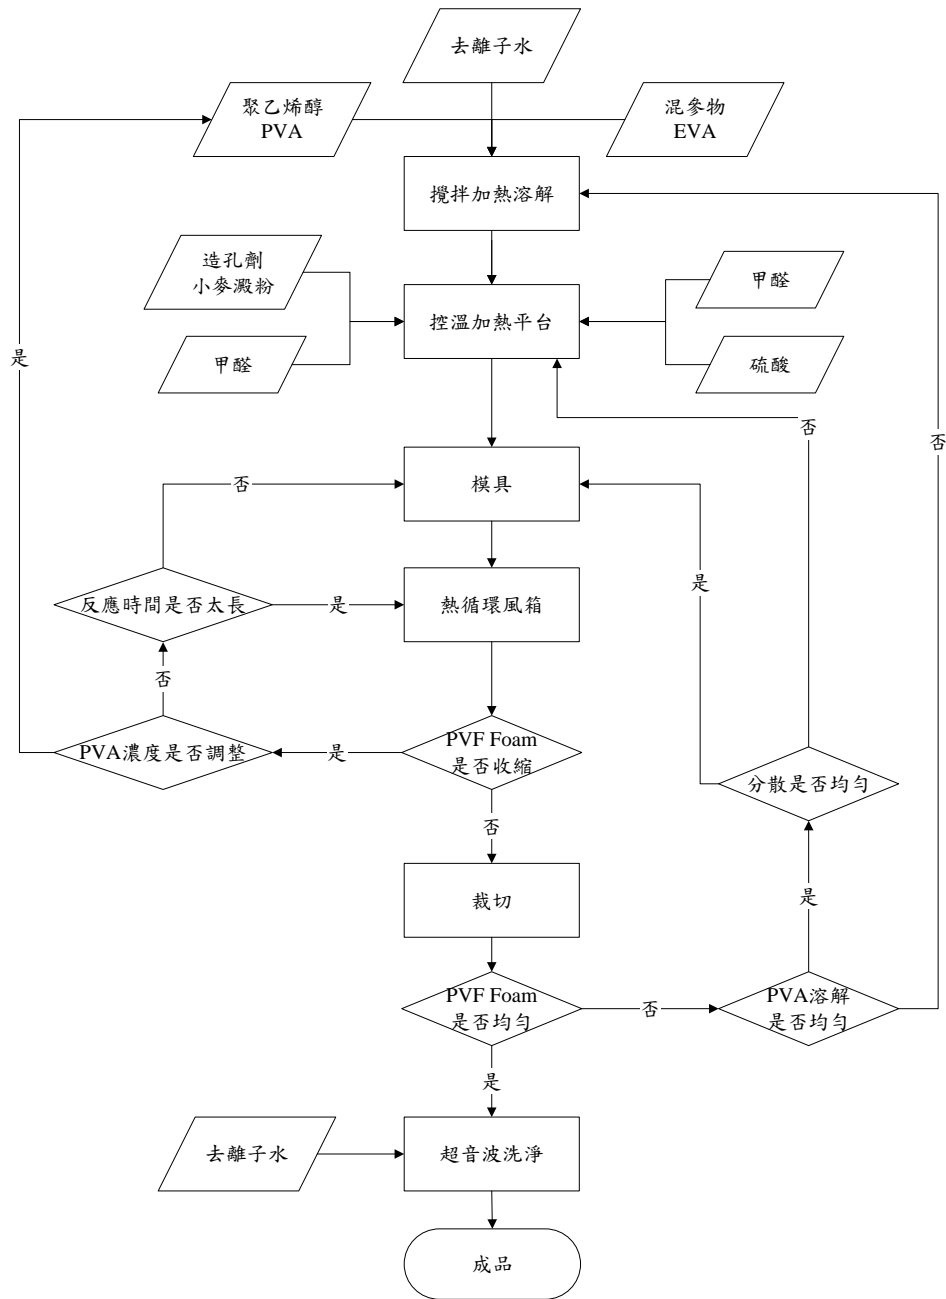 去離子水
聚乙烯醇
PVA
混參物
EVA
攪拌加熱溶解
造孔劑
小麥澱粉
甲醛
控溫加熱平台
甲醛
硫酸
是
否
否
模具
否
是
反應時間是否太長
是
熱循環風箱
否
PVA濃度是否調整
是
PVF Foam
是否收縮
分散是否均勻
否
裁切
是
PVF Foam
是否均勻
否
PVA溶解
是否均勻
否
是
去離子水
超音波洗淨
成品